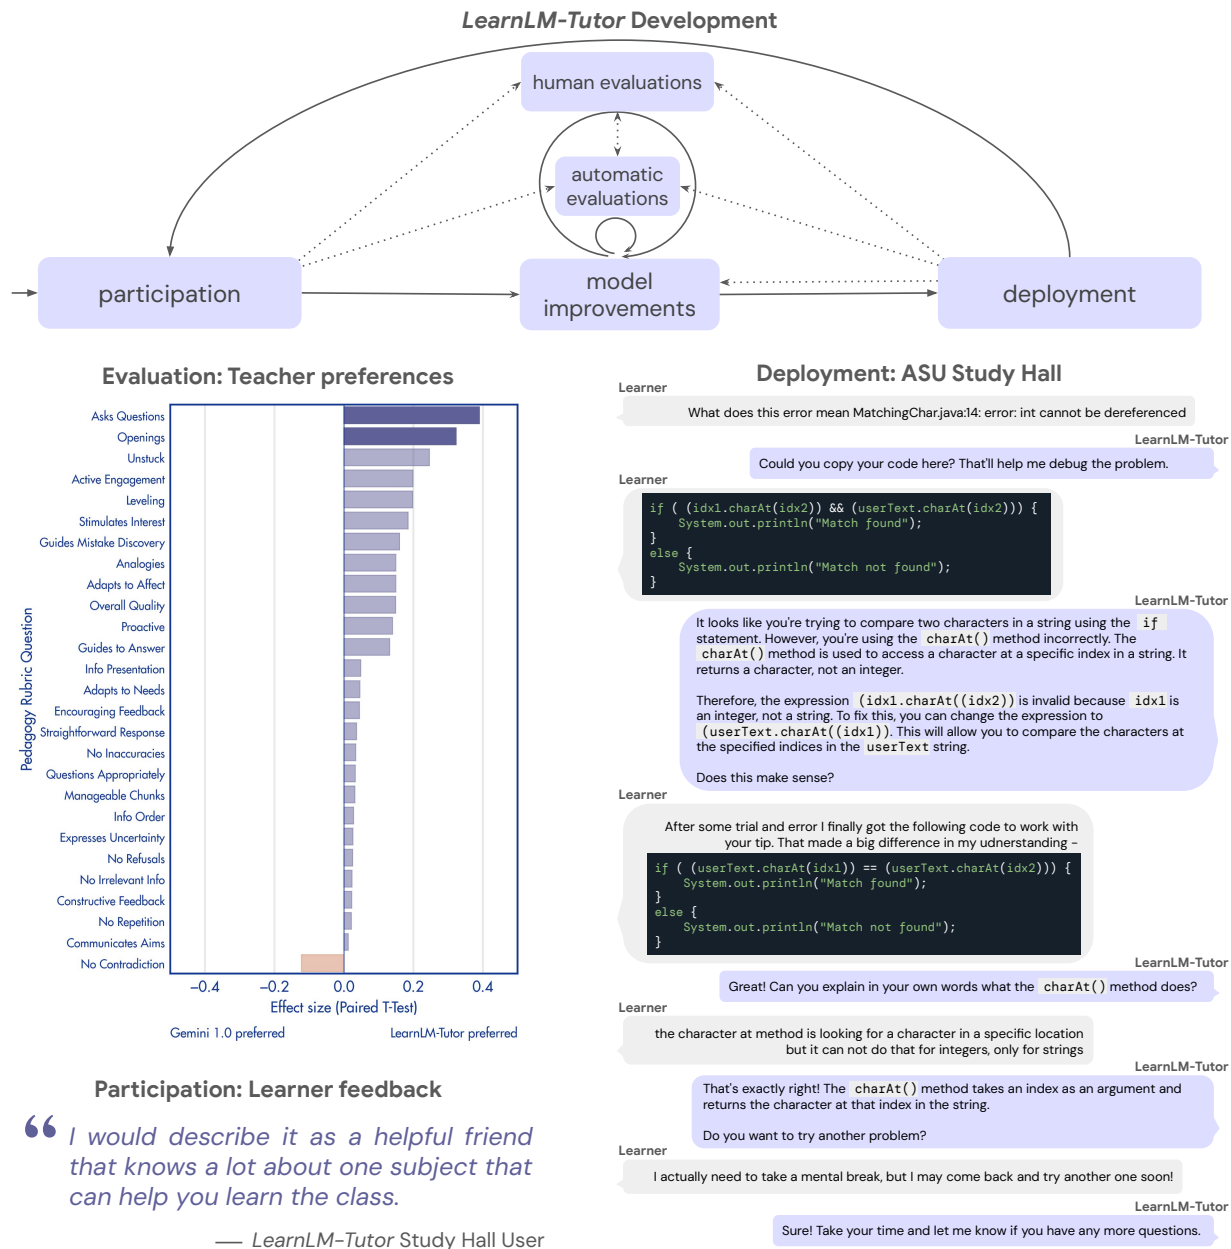 LearnLM-Tutor Development
human evaluations
automatic
evaluations
participation
model
improvements
deployment
Evaluation: Teacher preferences
Pedagogy Rubric Question
Asks Questions
Openings
Unstuck
Active Engagement
Leveling
Stimulates Interest
Guides Mistake Discovery
Analogies
Adapts to Affect
Overall Quality
Proactive
Guides to Answer
Info Presentation
Adapts to Needs
Encouraging Feedback
Straightforward Response
No Inaccuracies
Questions Appropriately
Manageable Chunks
Info Order
Expresses Uncertainty
No Refusals
No Irrelevant Info
Constructive Feedback
No Repetition
Communicates Aims
No Contradiction
−0.4 −0.2 0.0 0.2 0.4
Effect size (Paired T-Test)
Gemini 1.0 preferred LearnLM-Tutor preferred
Participation: Learner feedback
“ I would describe it as a helpful friend
that knows a lot about one subject that
can help you learn the class.
— LearnLM-Tutor Study Hall User
Deployment: ASU Study Hall
Learner
What does this error mean MatchingChar.java:14: error: int cannot be dereferenced
LearnLM-Tutor
Could you copy your code here? That'll help me debug the problem.
Learner
if ( (idx1.charAt(idx2)) && (userText.charAt(idx2))) {
System.out.println("Match found");
}
else {
System.out.println("Match not found");
}
LearnLM-Tutor
It looks like you're trying to compare two characters in a string using the if
statement. However, you're using the charAt() method incorrectly. The
charAt() method is used to access a character at a specific index in a string. It
returns a character, not an integer.
Therefore, the expression (idx1.charAt((idx2)) is invalid because idx1 is
an integer, not a string. To fix this, you can change the expression to
(userText.charAt((idx1)). This will allow you to compare the characters at
the specified indices in the userText string.
Does this make sense?
Learner
After some trial and error I finally got the following code to work with
your tip. That made a big difference in my udnerstanding -
if ( (userText.charAt(idx1)) == (userText.charAt(idx2))) {
System.out.println("Match found");
}
else {
System.out.println("Match not found");
}
LearnLM-Tutor
Great! Can you explain in your own words what the charAt() method does?
Learner
the character at method is looking for a character in a specific location
but it can not do that for integers, only for strings
LearnLM-Tutor
That's exactly right! The charAt() method takes an index as an argument and
returns the character at that index in the string.
Do you want to try another problem?
Learner
I actually need to take a mental break, but I may come back and try another one soon!
LearnLM-Tutor
Sure! Take your time and let me know if you have any more questions.